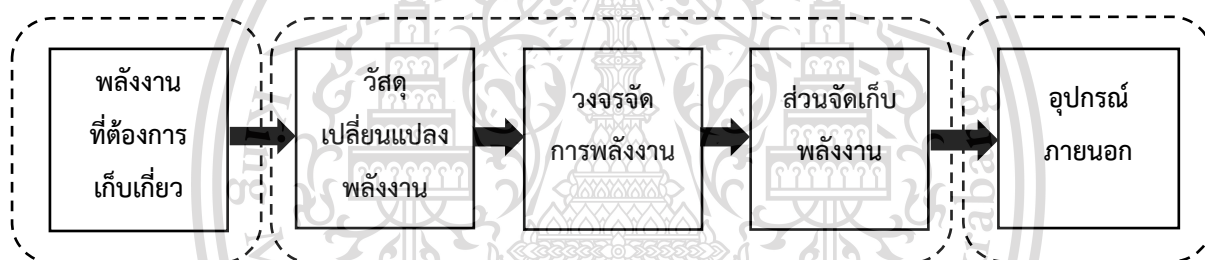 พลังงาน
ที่ต้องการ
เก็บเกี่ยว
วัสดุ
เปลี่ยนแปลง
พลังงาน
วงจรจัด
การพลังงาน
ส่วนจัดเก็บ
พลังงาน
อุปกรณ์
ภายนอก